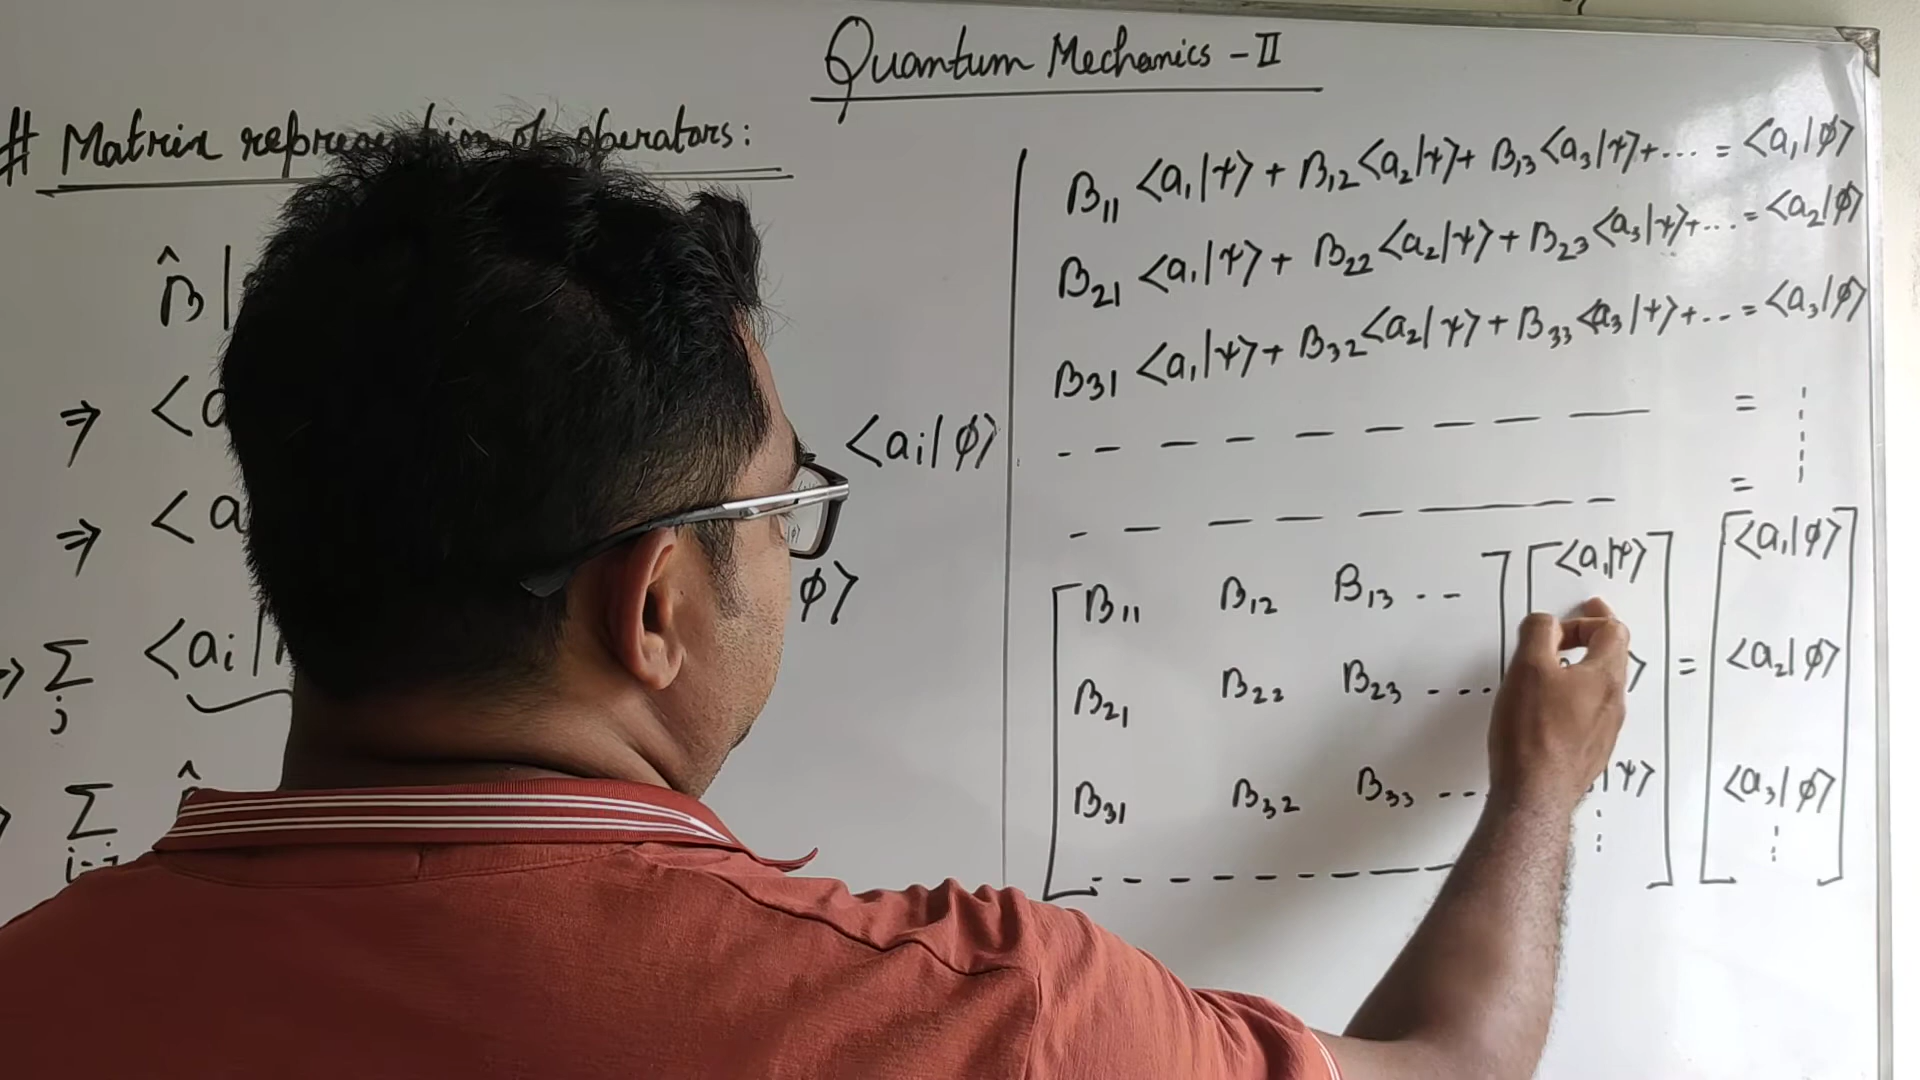 Quantum Mechanics - II
# Matrix of operators:
B̂ |
⇒ <a <aᵢ|φ>
⇒ <a φ>
⇒ Σⱼ <aᵢ|
Σ
B₁₁ <a₁|ψ> + B₁₂ <a₂|ψ> + B₁₃ <a₃|ψ> + ... = <a₁|φ>
B₂₁ <a₁|ψ> + B₂₂ <a₂|ψ> + B₂₃ <a₃|ψ> + ... = <a₂|φ>
B₃₁ <a₁|ψ> + B₃₂ <a₂|ψ> + B₃₃ <a₃|ψ> + ... = <a₃|φ>
- - - - - - - - - = ⋮
- - - - - - - =
[ B₁₁ B₁₂ B₁₃ .. ] [ <a₁|ψ> ] [ <a₁|φ> ]
B₂₁ B₂₂ B₂₃ ... > = <a₂|φ>
B₃₁ B₃₂ B₃₃ ... |ψ> <a₃|φ>
- - - - - - - - ⋮ ⋮